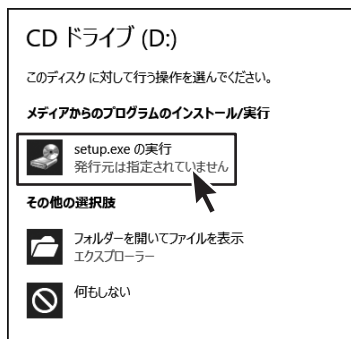 CD ドライブ (D:)
このディスク に対して行う操作を選んでください。
メディアからのプログラムのインストール/実行
setup.exe の実行
発行元は指定されていません
その他の選択肢
フォルダーを開いてファイルを表示
エクスプローラー
何もしない